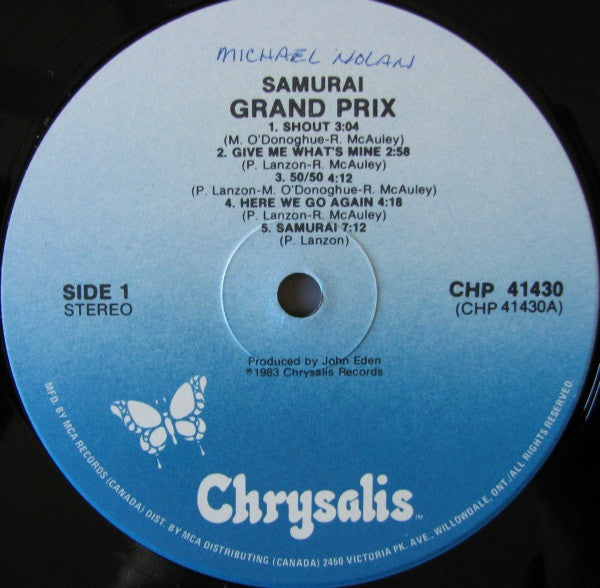 MICHAEL NOLAN
SAMURAI
GRAND PRIX
1. SHOUT 3:04
(M. O'Donoghue-R. McAuley)
2. GIVE ME WHAT'S MINE 2:58
(P. Lanzon-R. McAuley)
3. 50/50 4:12
(P. Lanzon-M. O'Donoghue-R. McAuley)
4. HERE WE GO AGAIN 4:18
(P. Lanzon-R. McAuley)
5. SAMURAI 7:12
(P. Lanzon)
SIDE 1
STEREO
CHP 41430
(CHP 41430A)
Produced by John Eden
℗1983 Chrysalis Records
Chrysalis™
MFD. BY MCA RECORDS (CANADA) DIST. BY MCA DISTRIBUTING (CANADA) 2450 VICTORIA PK. AVE., WILLOWDALE, ONT./ALL RIGHTS RESERVED.